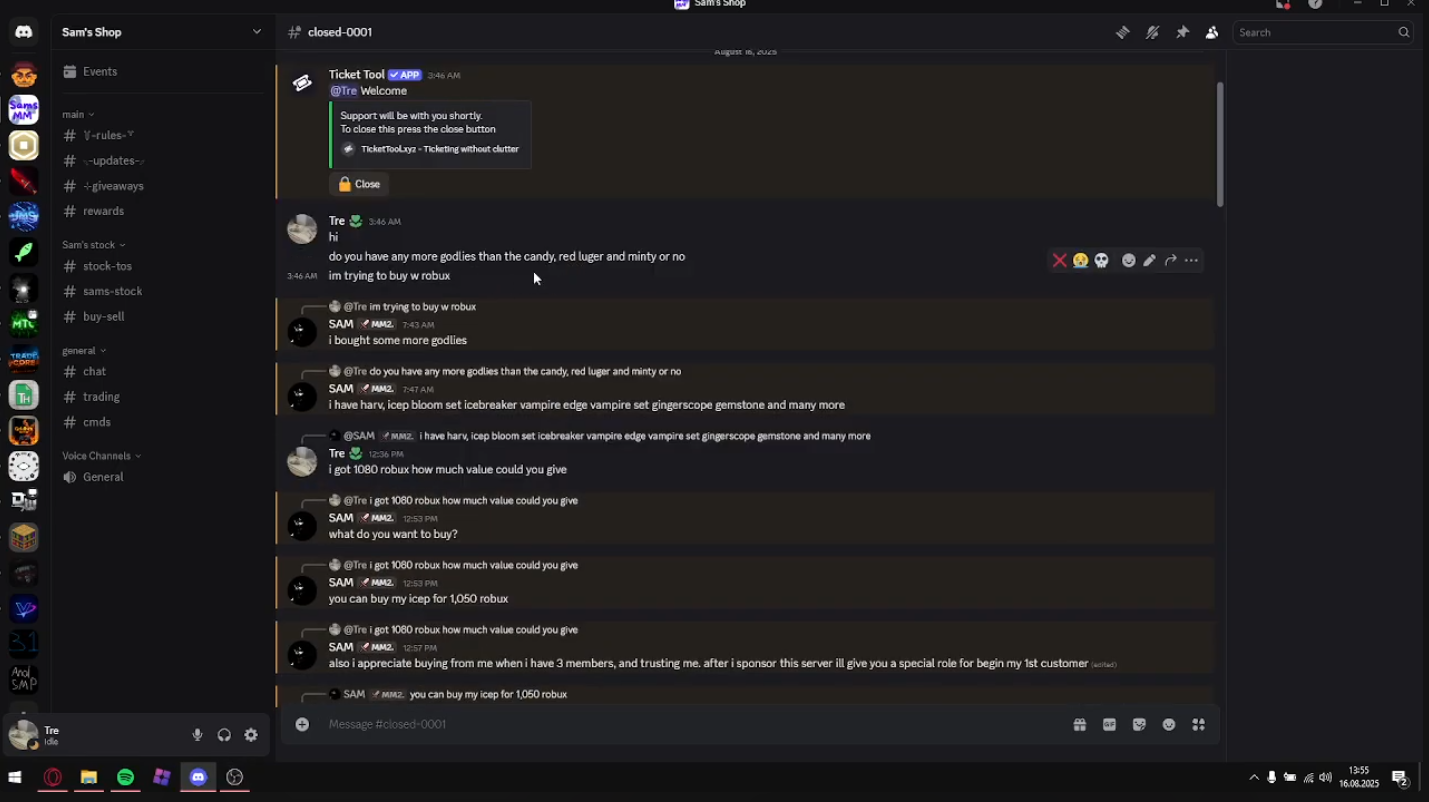 Sam's Shop
Sam's Shop
closed-0001
Search
Events
main
-rules-
-updates-
-giveaways
rewards
Sam's stock
stock-tos
sams-stock
buy-sell
general
chat
trading
cmds
Voice Channels
General
August 16, 2025
Ticket Tool APP 3:46 AM
@Tre Welcome
Support will be with you shortly.
To close this press the close button
TicketTool.xyz - Ticketing without clutter
Close
Tre 3:46 AM
hi
do you have any more godlies than the candy, red luger and minty or no
3:46 AM im trying to buy w robux
@Tre im trying to buy w robux
SAM MM2. 7:43 AM
i bought some more godlies
@Tre do you have any more godlies than the candy, red luger and minty or no
SAM MM2. 7:47 AM
i have harv, icep bloom set icebreaker vampire edge vampire set gingerscope gemstone and many more
@SAM MM2. i have harv, icep bloom set icebreaker vampire edge vampire set gingerscope gemstone and many more
Tre 12:36 PM
i got 1080 robux how much value could you give
@Tre i got 1080 robux how much value could you give
SAM MM2. 12:53 PM
what do you want to buy?
@Tre i got 1080 robux how much value could you give
SAM MM2. 12:53 PM
you can buy my icep for 1,050 robux
@Tre i got 1080 robux how much value could you give
SAM MM2. 12:57 PM
also i appreciate buying from me when i have 3 members, and trusting me. after i sponsor this server ill give you a special role for begin my 1st customer (edited)
SAM MM2. you can buy my icep for 1,050 robux
Message #closed-0001
GIF
Tre
Idle
Sams
MM
JMS
MTC
TRADE
CORE
TH
31
SMP
13:55
16.08.2025
2